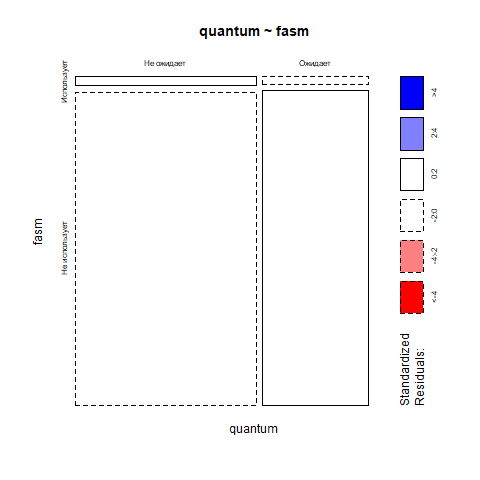 quantum ~ fasm
Не ожидает
Ожидает
Использует
Не использует
fasm
quantum
>4
2:4
0:2
-2:0
-4:-2
<-4
Standardized
Residuals: